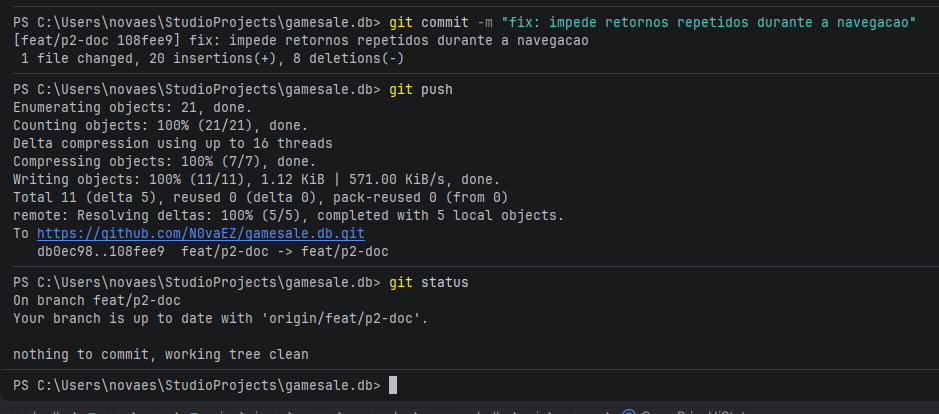 PS C:\Users\novaes\StudioProjects\gamesale.db> git commit -m "fix: impede retornos repetidos durante a navegacao"
[feat/p2-doc 108fee9] fix: impede retornos repetidos durante a navegacao
 1 file changed, 20 insertions(+), 8 deletions(-)
PS C:\Users\novaes\StudioProjects\gamesale.db> git push
Enumerating objects: 21, done.
Counting objects: 100% (21/21), done.
Delta compression using up to 16 threads
Compressing objects: 100% (7/7), done.
Writing objects: 100% (11/11), 1.12 KiB | 571.00 KiB/s, done.
Total 11 (delta 5), reused 0 (delta 0), pack-reused 0 (from 0)
remote: Resolving deltas: 100% (5/5), completed with 5 local objects.
To https://github.com/N0vaEZ/gamesale.db.git
   db0ec98..108fee9  feat/p2-doc -> feat/p2-doc
PS C:\Users\novaes\StudioProjects\gamesale.db> git status
On branch feat/p2-doc
Your branch is up to date with 'origin/feat/p2-doc'.
nothing to commit, working tree clean
PS C:\Users\novaes\StudioProjects\gamesale.db>